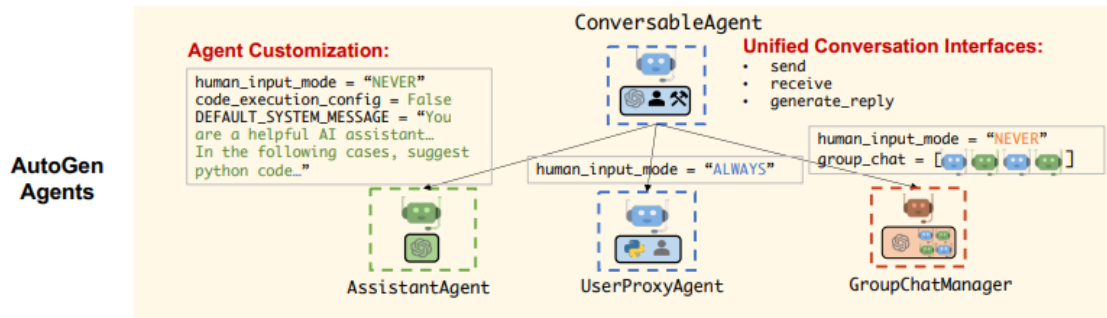 ConversableAgent
Agent Customization:
human_input_mode = “NEVER”
code_execution_config = False
DEFAULT_SYSTEM_MESSAGE = “You
are a helpful AI assistant…
In the following cases, suggest
python code…”
Unified Conversation Interfaces:
• send
• receive
• generate_reply
AutoGen
Agents
human_input_mode = “ALWAYS”
human_input_mode = “NEVER”
group_chat = [ ]
AssistantAgent
UserProxyAgent
GroupChatManager